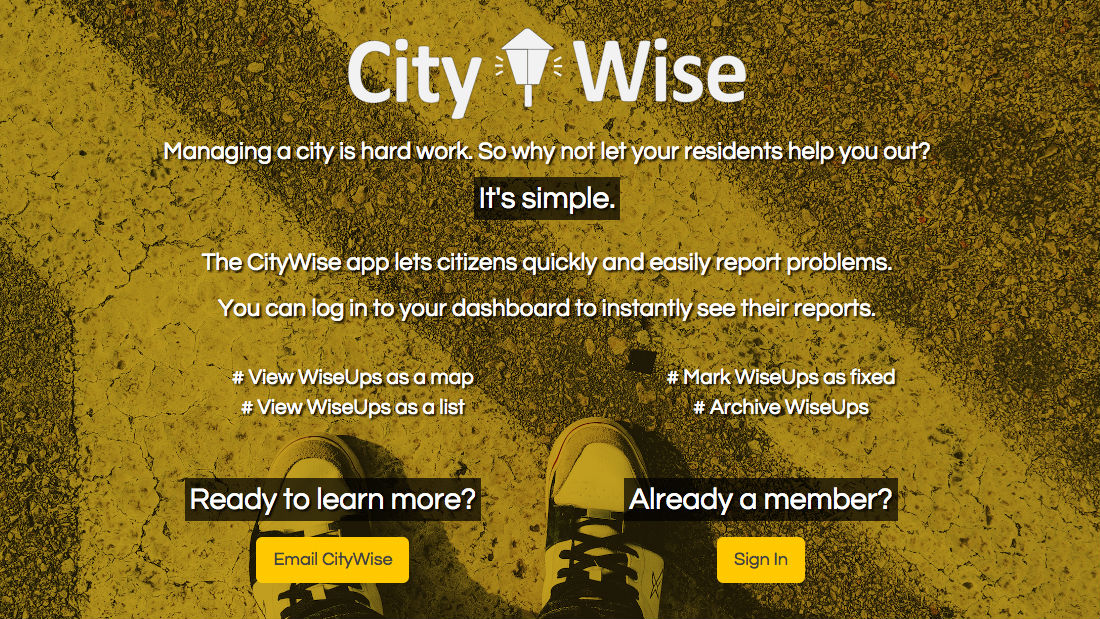 City Wise
Managing a city is hard work. So why not let your residents help you out?
It's simple.
The CityWise app lets citizens quickly and easily report problems.
You can log in to your dashboard to instantly see their reports.
# View WiseUps as a map
# View WiseUps as a list
# Mark WiseUps as fixed
# Archive WiseUps
Ready to learn more?
Email CityWise
Already a member?
Sign In